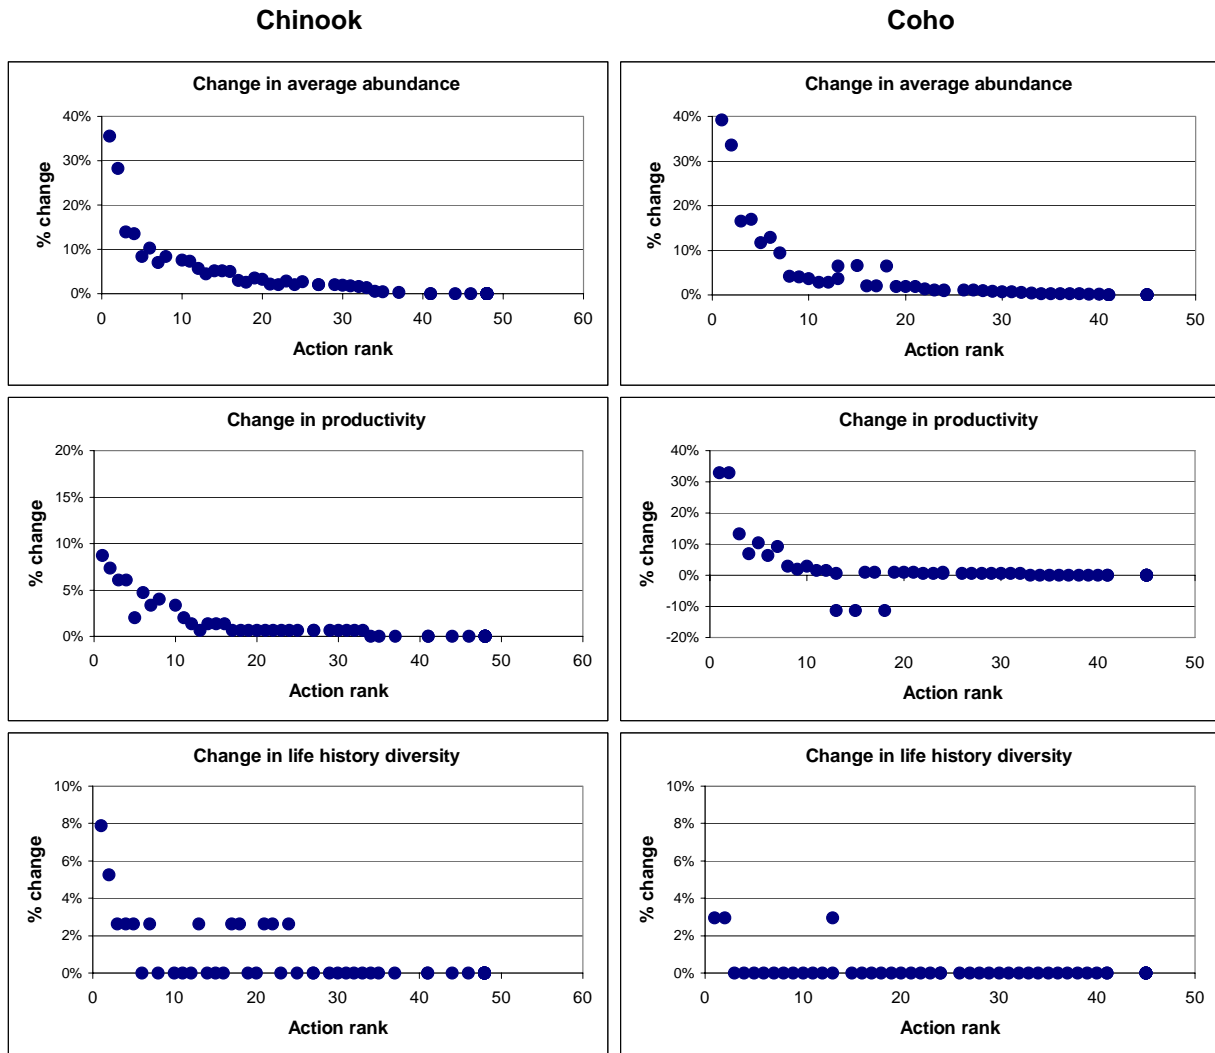 Chinook
Coho
Change in average abundance
40%
30%
20%
10%
0%
% change
0 10 20 30 40 50 60
Action rank
Change in average abundance
40%
30%
20%
10%
0%
% change
0 10 20 30 40 50
Action rank
Change in productivity
20%
15%
10%
5%
0%
% change
0 10 20 30 40 50 60
Action rank
Change in productivity
40%
30%
20%
10%
0%
-10%
-20%
% change
0 10 20 30 40 50
Action rank
Change in life history diversity
10%
8%
6%
4%
2%
0%
% change
0 10 20 30 40 50 60
Action rank
Change in life history diversity
10%
8%
6%
4%
2%
0%
% change
0 10 20 30 40 50
Action rank